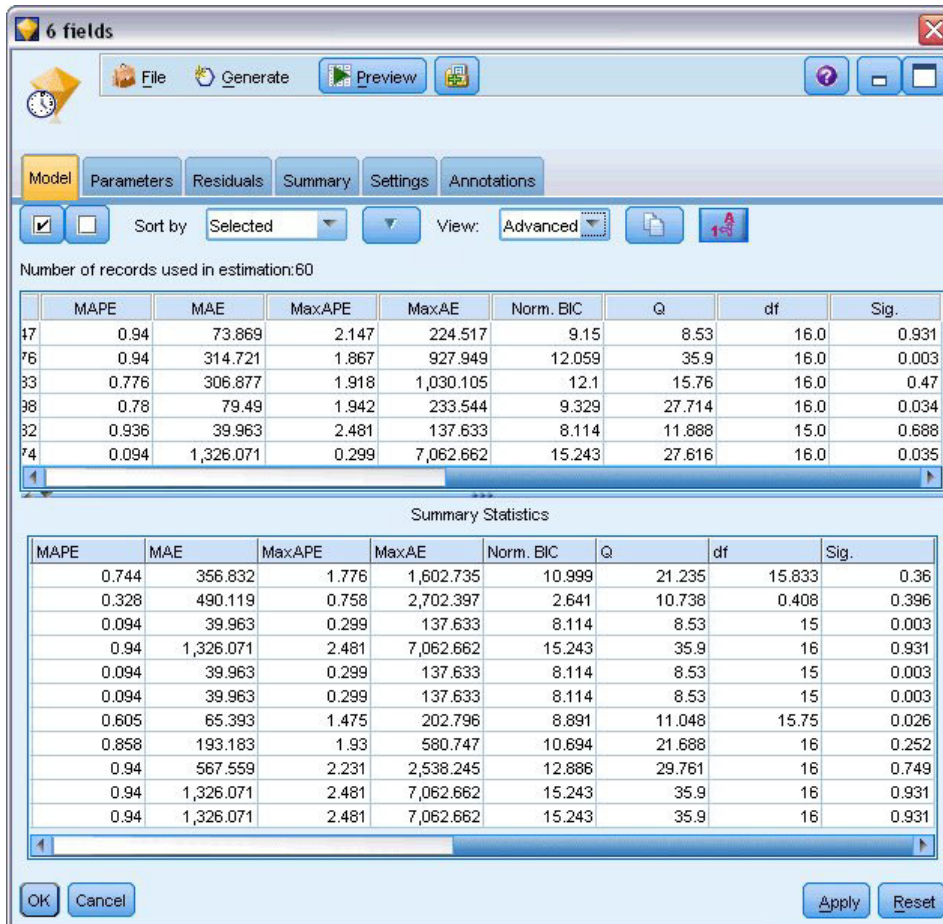 6 fields
File Generate Preview
Model Parameters Residuals Summary Settings Annotations
Sort by Selected View: Advanced
Number of records used in estimation:60
MAPE MAE MaxAPE MaxAE Norm. BIC Q df Sig.
47 0.94 73.869 2.147 224.517 9.15 8.53 16.0 0.931
76 0.94 314.721 1.867 927.949 12.059 35.9 16.0 0.003
33 0.776 306.877 1.918 1,030.105 12.1 15.76 16.0 0.47
98 0.78 79.49 1.942 233.544 9.329 27.714 16.0 0.034
32 0.936 39.963 2.481 137.633 8.114 11.888 15.0 0.688
74 0.094 1,326.071 0.299 7,062.662 15.243 27.616 16.0 0.035
Summary Statistics
MAPE MAE MaxAPE MaxAE Norm. BIC Q df Sig.
0.744 356.832 1.776 1,602.735 10.999 21.235 15.833 0.36
0.328 490.119 0.758 2,702.397 2.641 10.738 0.408 0.396
0.094 39.963 0.299 137.633 8.114 8.53 15 0.003
0.94 1,326.071 2.481 7,062.662 15.243 35.9 16 0.931
0.094 39.963 0.299 137.633 8.114 8.53 15 0.003
0.094 39.963 0.299 137.633 8.114 8.53 15 0.003
0.605 65.393 1.475 202.796 8.891 11.048 15.75 0.026
0.858 193.183 1.93 580.747 10.694 21.688 16 0.252
0.94 567.559 2.231 2,538.245 12.886 29.761 16 0.749
0.94 1,326.071 2.481 7,062.662 15.243 35.9 16 0.931
0.94 1,326.071 2.481 7,062.662 15.243 35.9 16 0.931
OK Cancel Apply Reset